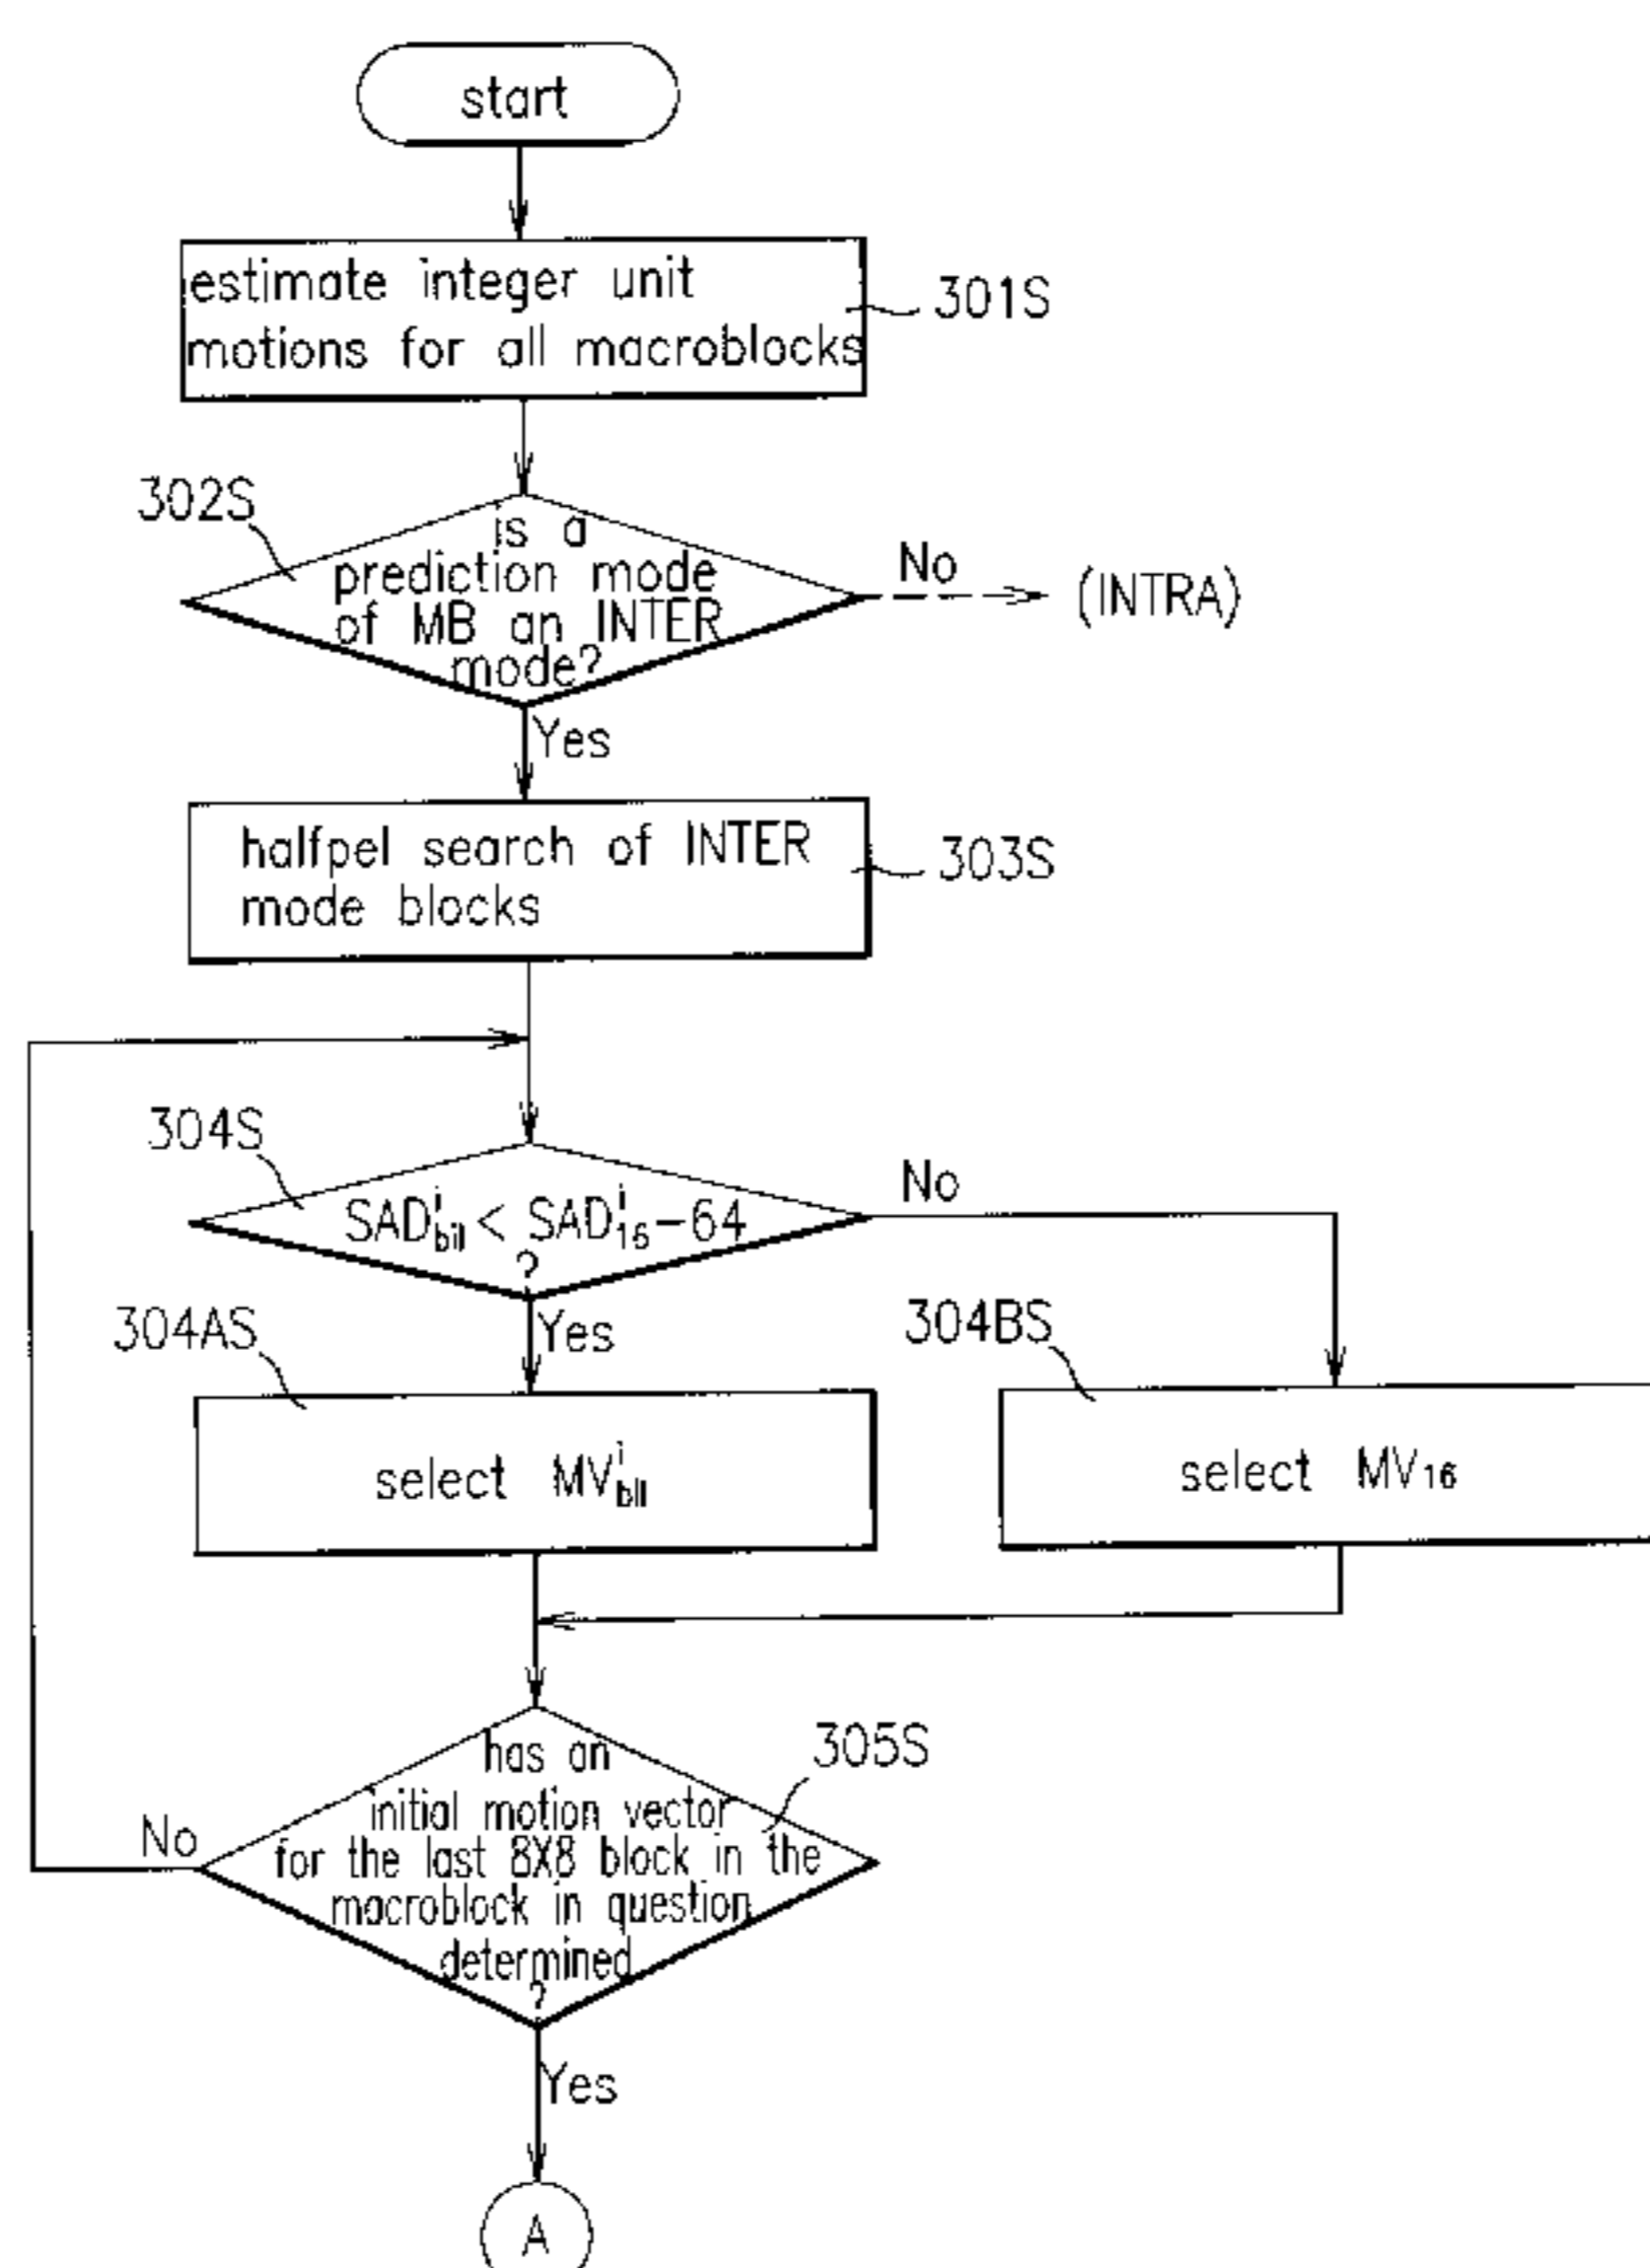 start
estimate integer unit
motions for all macroblocks
301S
302S
is a
prediction mode
of MB an INTER
mode?
No
(INTRA)
Yes
halfpel search of INTER
mode blocks
303S
304S
SAD^i_bil < SAD^i_16-64
?
No
Yes
304AS
304BS
select MV^i_bil
select MV16
305S
has an
initial motion vector
for the last 8X8 block in the
macroblock in question
determined
?
No
Yes
A